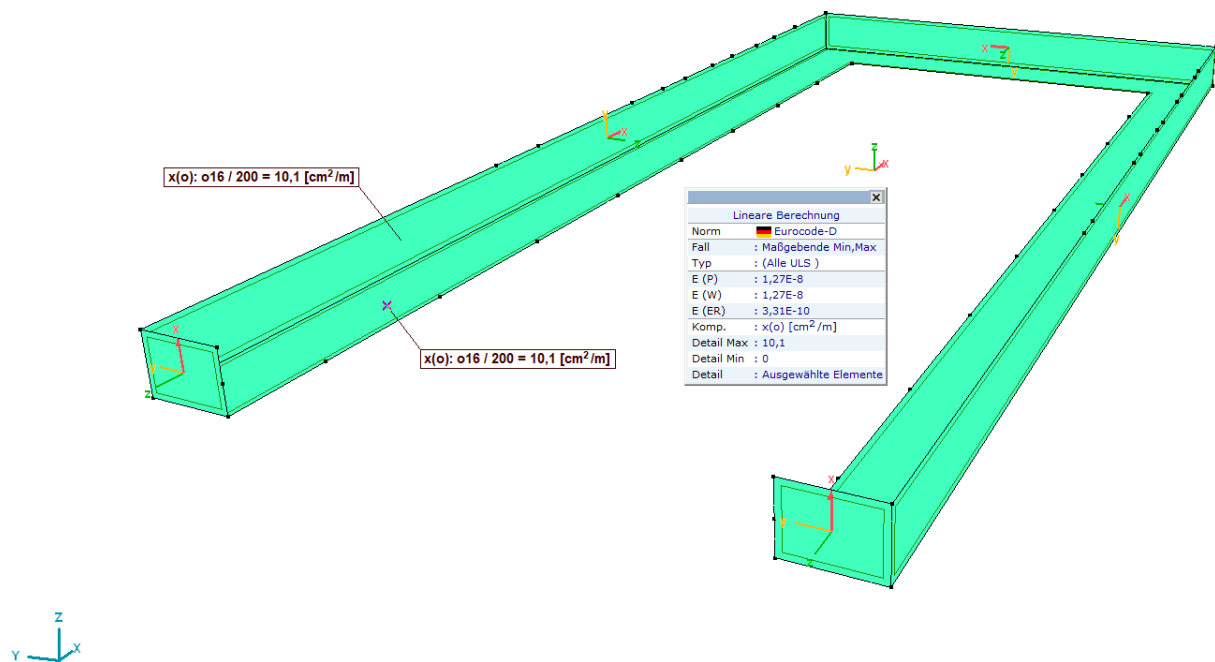 x(o): o16 / 200 = 10,1 [cm²/m]
x(o): o16 / 200 = 10,1 [cm²/m]
Lineare Berechnung
Norm Eurocode-D
Fall : Maßgebende Min,Max
Typ : (Alle ULS )
E (P) : 1,27E-8
E (W) : 1,27E-8
E (ER) : 3,31E-10
Komp. : x(o) [cm²/m]
Detail Max : 10,1
Detail Min : 0
Detail : Ausgewählte Elemente
x
z
y
y
x
z
z
y
x
x
y
x
y
z
x
y
z
Z
Y
X